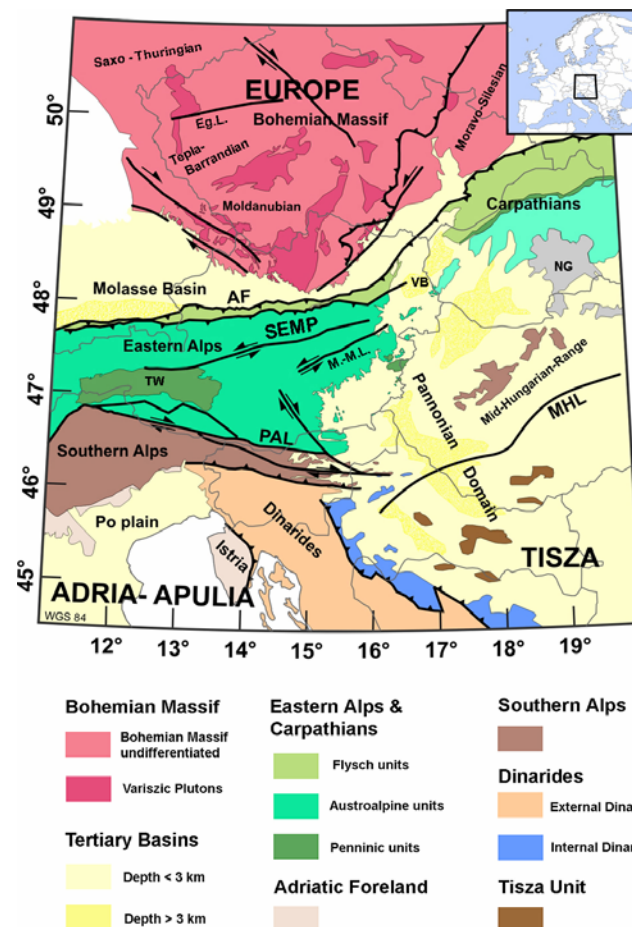 Saxo - Thuringian
EUROPE
Bohemian Massif
Eg.L.
Tepla-
Barrandian
Moravo-Silesian
Moldanubian
Carpathians
Molasse Basin
AF
VB
NG
SEMP
Eastern Alps
M.-M.L.
TW
Pannonian
Domain
Mid-Hungarian-Range
MHL
PAL
Southern Alps
Po plain
Dinarides
Istria
TISZA
ADRIA- APULIA
WGS 84
50°
49°
48°
47°
46°
45°
12° 13° 14° 15° 16° 17° 18° 19°
Bohemian Massif
Bohemian Massif
undifferentiated
Variszic Plutons
Tertiary Basins
Depth < 3 km
Depth > 3 km
Eastern Alps &
Carpathians
Flysch units
Austroalpine units
Penninic units
Adriatic Foreland
Southern Alps
Dinarides
External Dina
Internal Dinar
Tisza Unit